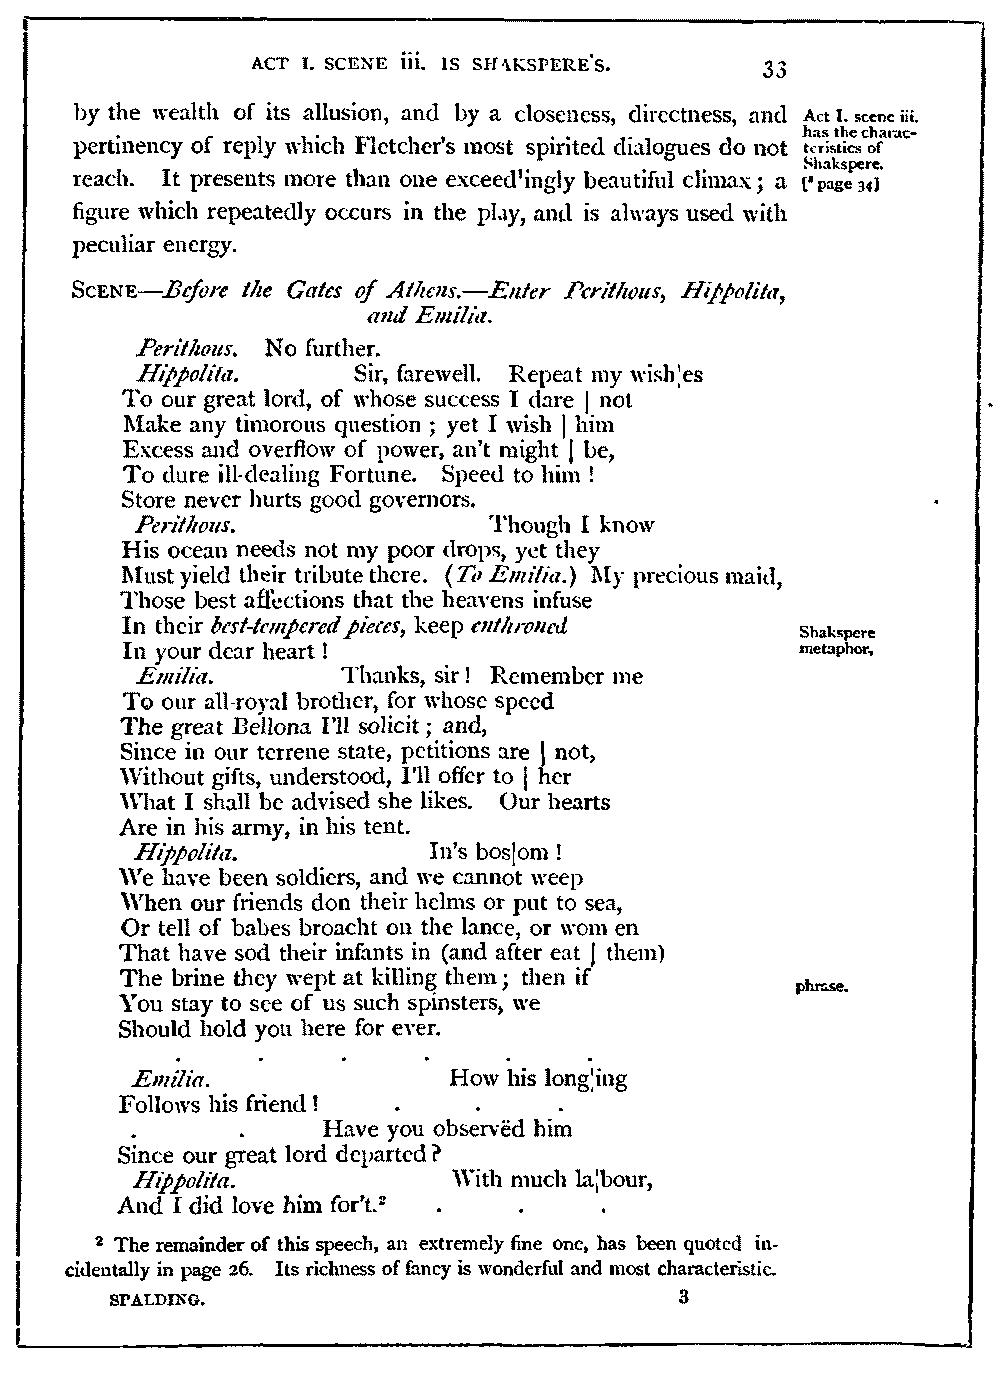 ACT I. SCENE iii. IS SHAKSPERE'S. 33
by the wealth of its allusion, and by a closeness, directness, and
pertinency of reply which Fletcher's most spirited dialogues do not
reach. It presents more than one exceed'ingly beautiful climax; a
figure which repeatedly occurs in the play, and is always used with
peculiar energy.
Act I. scene iii.
has the charac-
teristics of
Shakspere.
[' page 34]
SCENE—Before the Gates of Athens.—Enter Perithous, Hippolita,
and Emilia.
Perithous. No further.
Hippolita. Sir, farewell. Repeat my wish¦es
To our great lord, of whose success I dare | not
Make any timorous question; yet I wish | him
Excess and overflow of power, an't might | be,
To dure ill-dealing Fortune. Speed to him!
Store never hurts good governors.
Perithous. Though I know
His ocean needs not my poor drops, yet they
Must yield their tribute there. (To Emilia.) My precious maid,
Those best affections that the heavens infuse
In their best-tempered pieces, keep enthroned
In your dear heart!
Shakspere
metaphor,
Emilia. Thanks, sir! Remember me
To our all-royal brother, for whose speed
The great Bellona I'll solicit; and,
Since in our terrene state, petitions are | not,
Without gifts, understood, I'll offer to | her
What I shall be advised she likes. Our hearts
Are in his army, in his tent.
Hippolita. In's bos|om!
We have been soldiers, and we cannot weep
When our friends don their helms or put to sea,
Or tell of babes broacht on the lance, or wom en
That have sod their infants in (and after eat | them)
The brine they wept at killing them; then if
You stay to see of us such spinsters, we
Should hold you here for ever.
phrase.
. . . . . .
Emilia. How his long¦ing
Follows his friend! . . .
. . Have you observëd him
Since our great lord departed?
Hippolita. With much la¦bour,
And I did love him for't.² . . .
² The remainder of this speech, an extremely fine one, has been quoted in-
cidentally in page 26. Its richness of fancy is wonderful and most characteristic.
SPALDING. 3